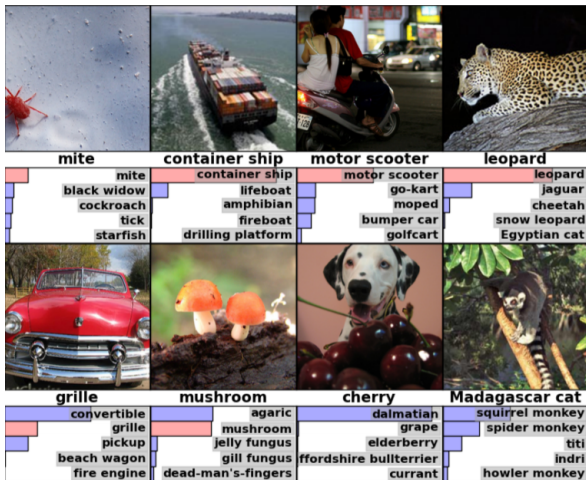 mite
container ship
motor scooter
leopard
mite
black widow
cockroach
tick
starfish
container ship
lifeboat
amphibian
fireboat
drilling platform
motor scooter
go-kart
moped
bumper car
golfcart
leopard
jaguar
cheetah
snow leopard
Egyptian cat
grille
mushroom
cherry
Madagascar cat
convertible
grille
pickup
beach wagon
fire engine
agaric
mushroom
jelly fungus
gill fungus
dead-man's-fingers
dalmatian
grape
elderberry
ffordshire bullterrier
currant
squirrel monkey
spider monkey
titi
indri
howler monkey